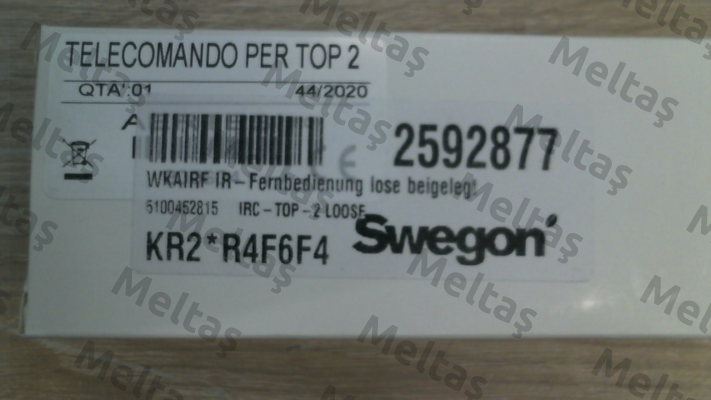 TELECOMANDO PER TOP 2
QTA':01 44/2020
2592877
WKAIRF IR-Fernbedienung lose beigelegt
5100452815 IRC-TOP-2 LOOSE
KR2*R4F6F4 Swegon
Meltaş